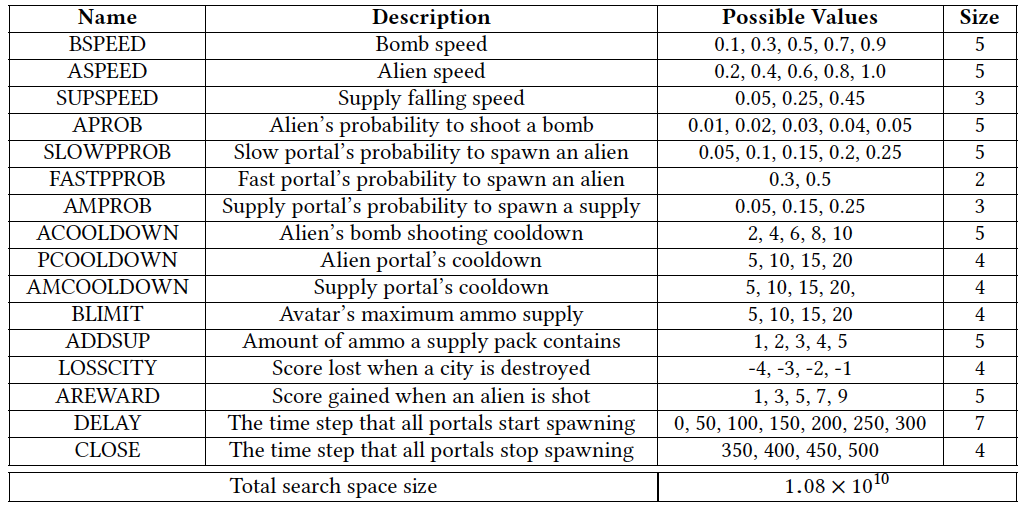 Name Description Possible Values Size
BSPEED Bomb speed 0.1, 0.3, 0.5, 0.7, 0.9 5
ASPEED Alien speed 0.2, 0.4, 0.6, 0.8, 1.0 5
SUPSPEED Supply falling speed 0.05, 0.25, 0.45 3
APROB Alien's probability to shoot a bomb 0.01, 0.02, 0.03, 0.04, 0.05 5
SLOWPPROB Slow portal's probability to spawn an alien 0.05, 0.1, 0.15, 0.2, 0.25 5
FASTPPROB Fast portal's probability to spawn an alien 0.3, 0.5 2
AMPROB Supply portal's probability to spawn a supply 0.05, 0.15, 0.25 3
ACOOLDOWN Alien's bomb shooting cooldown 2, 4, 6, 8, 10 5
PCOOLDOWN Alien portal's cooldown 5, 10, 15, 20 4
AMCOOLDOWN Supply portal's cooldown 5, 10, 15, 20, 4
BLIMIT Avatar's maximum ammo supply 5, 10, 15, 20 4
ADDSUP Amount of ammo a supply pack contains 1, 2, 3, 4, 5 5
LOSSCITY Score lost when a city is destroyed -4, -3, -2, -1 4
AREWARD Score gained when an alien is shot 1, 3, 5, 7, 9 5
DELAY The time step that all portals start spawning 0, 50, 100, 150, 200, 250, 300 7
CLOSE The time step that all portals stop spawning 350, 400, 450, 500 4
Total search space size 1.08 × 10¹⁰